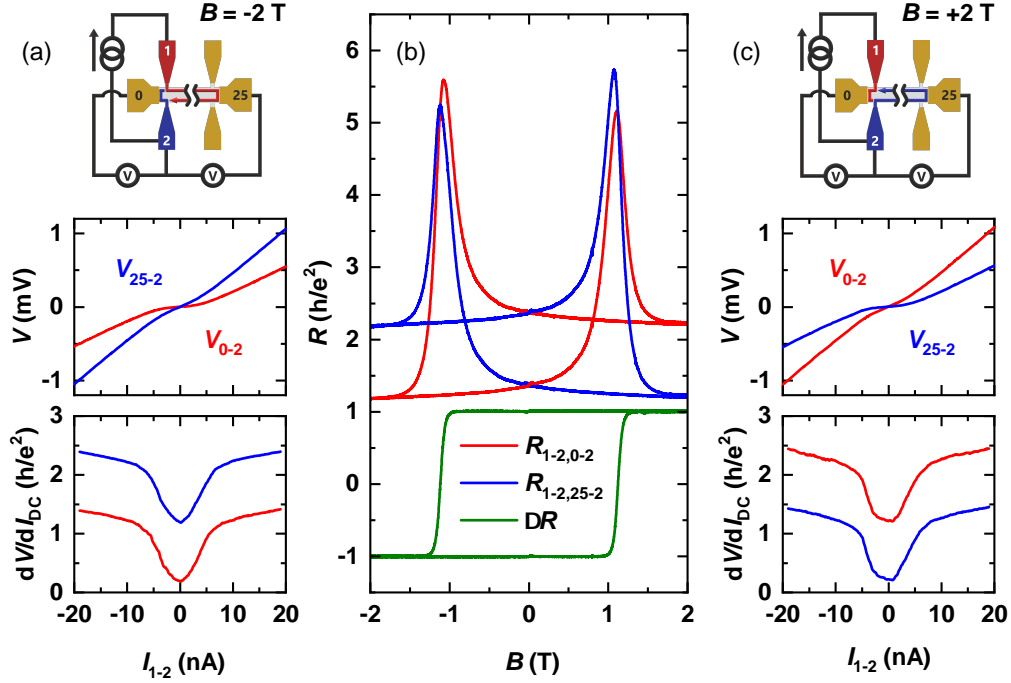 (a)
B = -2 T
1
0
25
2
V
V
V (mV)
1
0
-1
V25-2
V0-2
dV/dIDC (h/e²)
3
2
1
0
-20
-10
0
10
20
I1-2 (nA)
(b)
R (h/e²)
6
5
4
3
2
1
0
-1
R1-2,0-2
R1-2,25-2
DR
-2
-1
0
1
2
B (T)
(c)
B = +2 T
1
0
25
2
V
V
V (mV)
1
0
-1
V0-2
V25-2
dV/dIDC (h/e²)
3
2
1
0
-20
-10
0
10
20
I1-2 (nA)